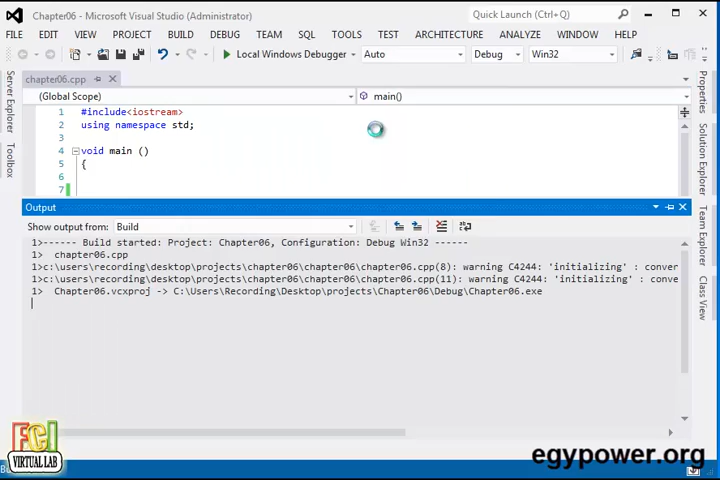 Chapter06 - Microsoft Visual Studio (Administrator)
Quick Launch (Ctrl+Q)
FILE EDIT VIEW PROJECT BUILD DEBUG TEAM SQL TOOLS TEST ARCHITECTURE ANALYZE WINDOW HELP
Local Windows Debugger Auto Debug Win32
Server Explorer
Toolbox
chapter06.cpp
(Global Scope) main()
1 #include<iostream>
2 using namespace std;
3
4 void main ()
5 {
6
7
Output
Show output from: Build
1>------ Build started: Project: Chapter06, Configuration: Debug Win32 ------
1> chapter06.cpp
1>c:\users\recording\desktop\projects\chapter06\chapter06\chapter06.cpp(8): warning C4244: 'initializing' : conver
1>c:\users\recording\desktop\projects\chapter06\chapter06\chapter06.cpp(11): warning C4244: 'initializing' : conve
1> Chapter06.vcxproj -> C:\Users\Recording\Desktop\projects\Chapter06\Debug\Chapter06.exe
Properties
Solution Explorer
Team Explorer
Class View
FCI
VIRTUAL LAB
egypower.org